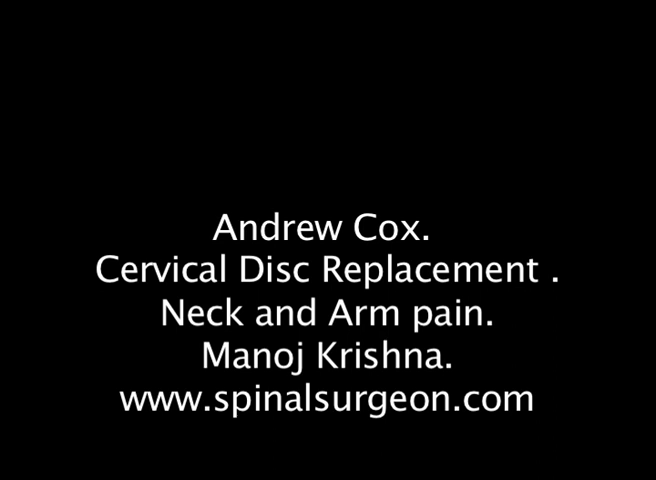 Andrew Cox.
Cervical Disc Replacement .
Neck and Arm pain.
Manoj Krishna.
www.spinalsurgeon.com